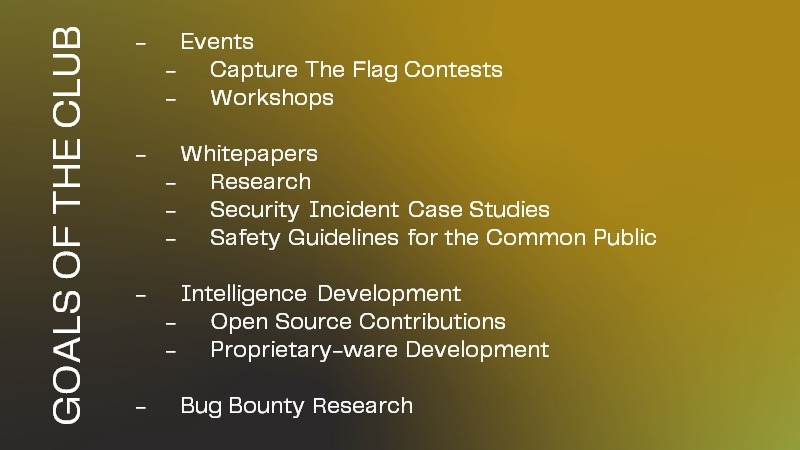 GOALS OF THE CLUB
- Events
- Capture The Flag Contests
- Workshops
- Whitepapers
- Research
- Security Incident Case Studies
- Safety Guidelines for the Common Public
- Intelligence Development
- Open Source Contributions
- Proprietary-ware Development
- Bug Bounty Research